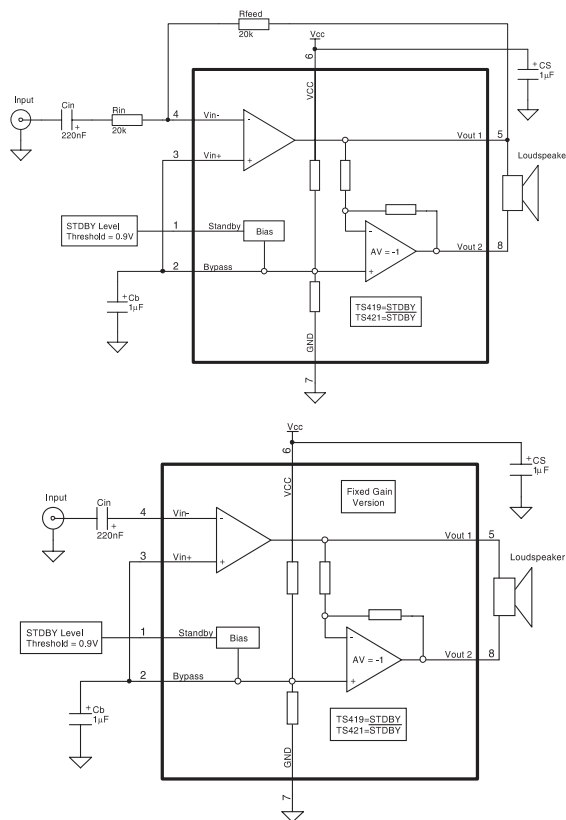 Rfeed
20k
Vcc
6
+ CS
1µF
Input
Cin
+
220nF
Rin
20k
4
Vin-
-
VCC
Vout 1
5
3
Vin+
+
Loudspeake
STDBY Level
Threshold = 0.9V
1
Standby
Bias
-
AV = -1
+
Vout 2
8
2
Bypass
+ Cb
1µF
TS419=STDBY
TS421=STDBY
GND
7
Vcc
6
+ CS
1µF
Input
Cin
+
220nF
4
Vin-
-
VCC
Fixed Gain
Version
Vout 1
5
3
Vin+
+
Loudspeaker
STDBY Level
Threshold = 0.9V
1
Standby
Bias
-
AV = -1
+
Vout 2
8
2
Bypass
+ Cb
1µF
TS419=STDBY
TS421=STDBY
GND
7